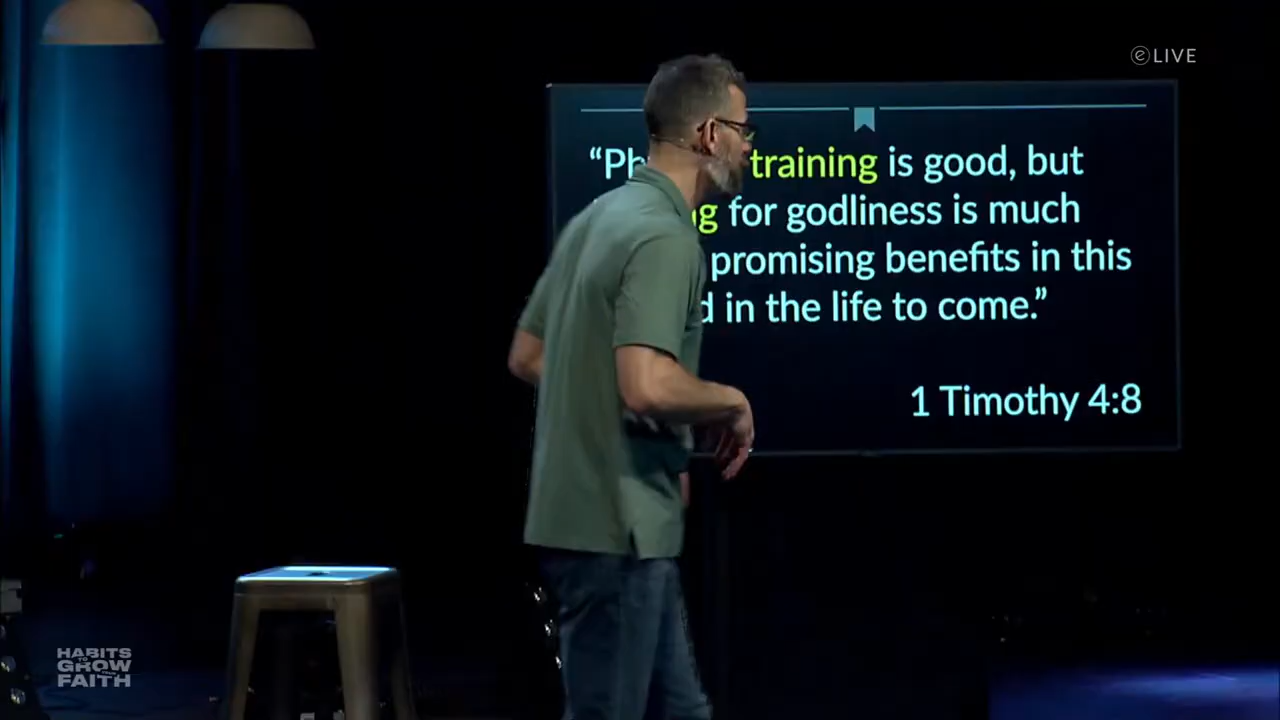 ⓔLIVE
“Ph training is good, but
g for godliness is much
promising benefits in this
d in the life to come.”
1 Timothy 4:8
HABITS
TO
GROW
FAITH